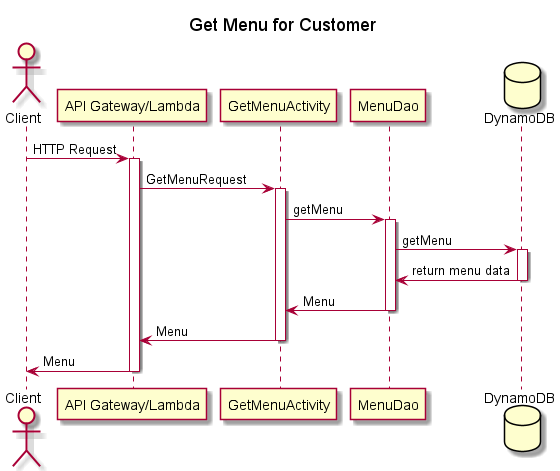 Get Menu for Customer
Client
API Gateway/Lambda
GetMenuActivity
MenuDao
DynamoDB
HTTP Request
GetMenuRequest
getMenu
getMenu
return menu data
Menu
Menu
Menu
Client
API Gateway/Lambda
GetMenuActivity
MenuDao
DynamoDB